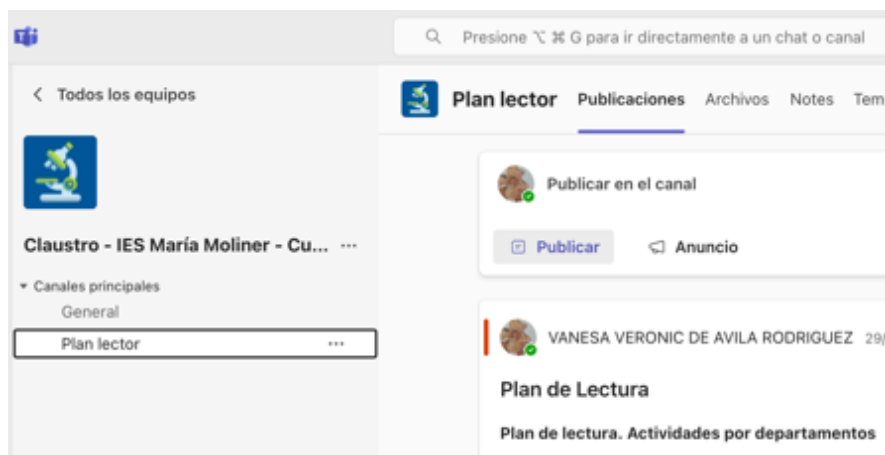 Presione ⌥ ⌘ G para ir directamente a un chat o canal
Todos los equipos
Claustro - IES María Moliner - Cu... ...
Canales principales
General
Plan lector ...
Plan lector Publicaciones Archivos Notes Tem
Publicar en el canal
Publicar Anuncio
VANESA VERONIC DE AVILA RODRIGUEZ 29/
Plan de Lectura
Plan de lectura. Actividades por departamentos